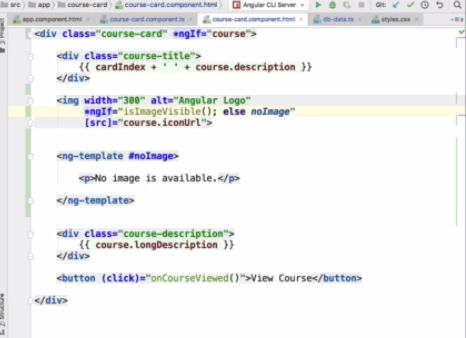 src app course-card course-card.component.html Angular CLI Server Git:
app.component.html course-card.component.ts course-card.component.html db-data.ts styles.css
1: Project
<div class="course-card" *ngIf="course">
<div class="course-title">
{{ cardIndex + ' ' + course.description }}
</div>
<img width="300" alt="Angular Logo"
*ngIf="isImageVisible(); else noImage"
[src]="course.iconUrl">
<ng-template #noImage>
<p>No image is available.</p>
</ng-template>
<div class="course-description">
{{ course.longDescription }}
</div>
<button (click)="onCourseViewed()">View Course</button>
</div>
Z: Structure